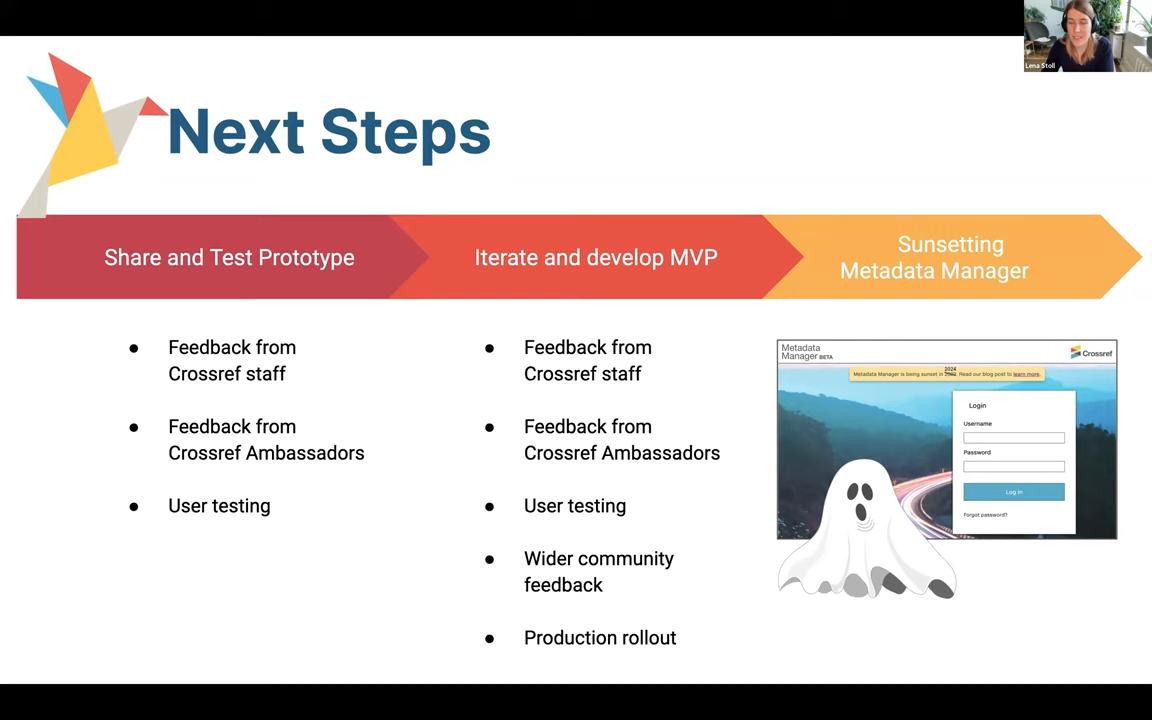 Lena Stoll
Next Steps
Share and Test Prototype
Iterate and develop MVP
Sunsetting
Metadata Manager
● Feedback from
Crossref staff
● Feedback from
Crossref Ambassadors
● User testing
● Feedback from
Crossref staff
● Feedback from
Crossref Ambassadors
● User testing
● Wider community
feedback
● Production rollout
Metadata
Manager BETA
Crossref
2024
Metadata Manager is being sunset in Read our blog post to learn more.
Login
Username
Password
Log in
Forgot password?